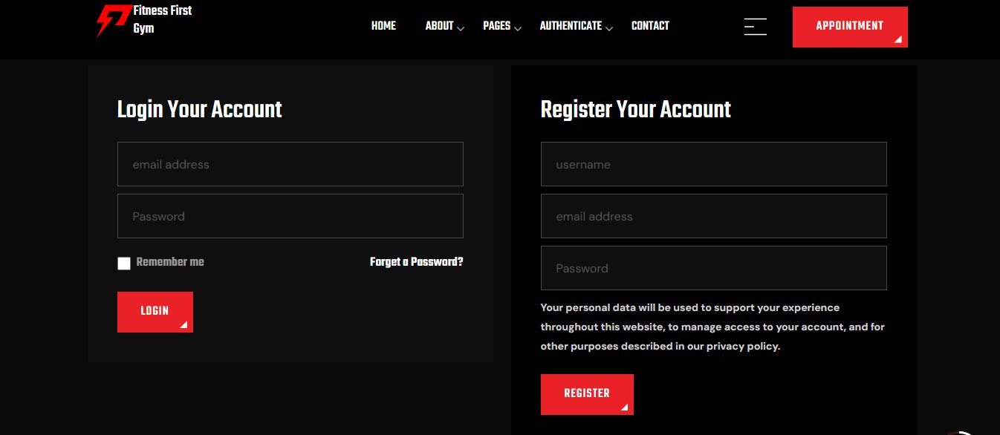 Fitness First
Gym
HOME
ABOUT
PAGES
AUTHENTICATE
CONTACT
APPOINTMENT
Login Your Account
email address
Password
Remember me
Forget a Password?
LOGIN
Register Your Account
username
email address
Password
Your personal data will be used to support your experience
throughout this website, to manage access to your account, and for
other purposes described in our privacy policy.
REGISTER